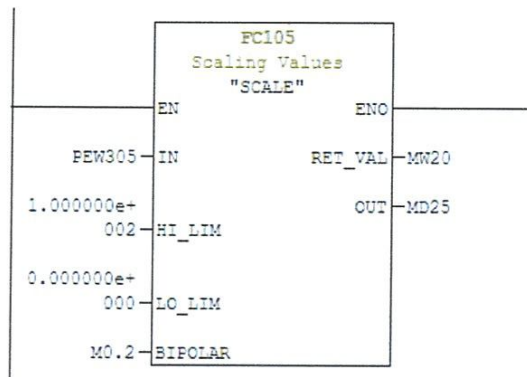 FC105
Scaling Values
"SCALE"
EN ENO
PEW305 IN RET_VAL MW20
1.000000e+ OUT MD25
002 HI_LIM
0.000000e+
000 LO_LIM
M0.2 BIPOLAR